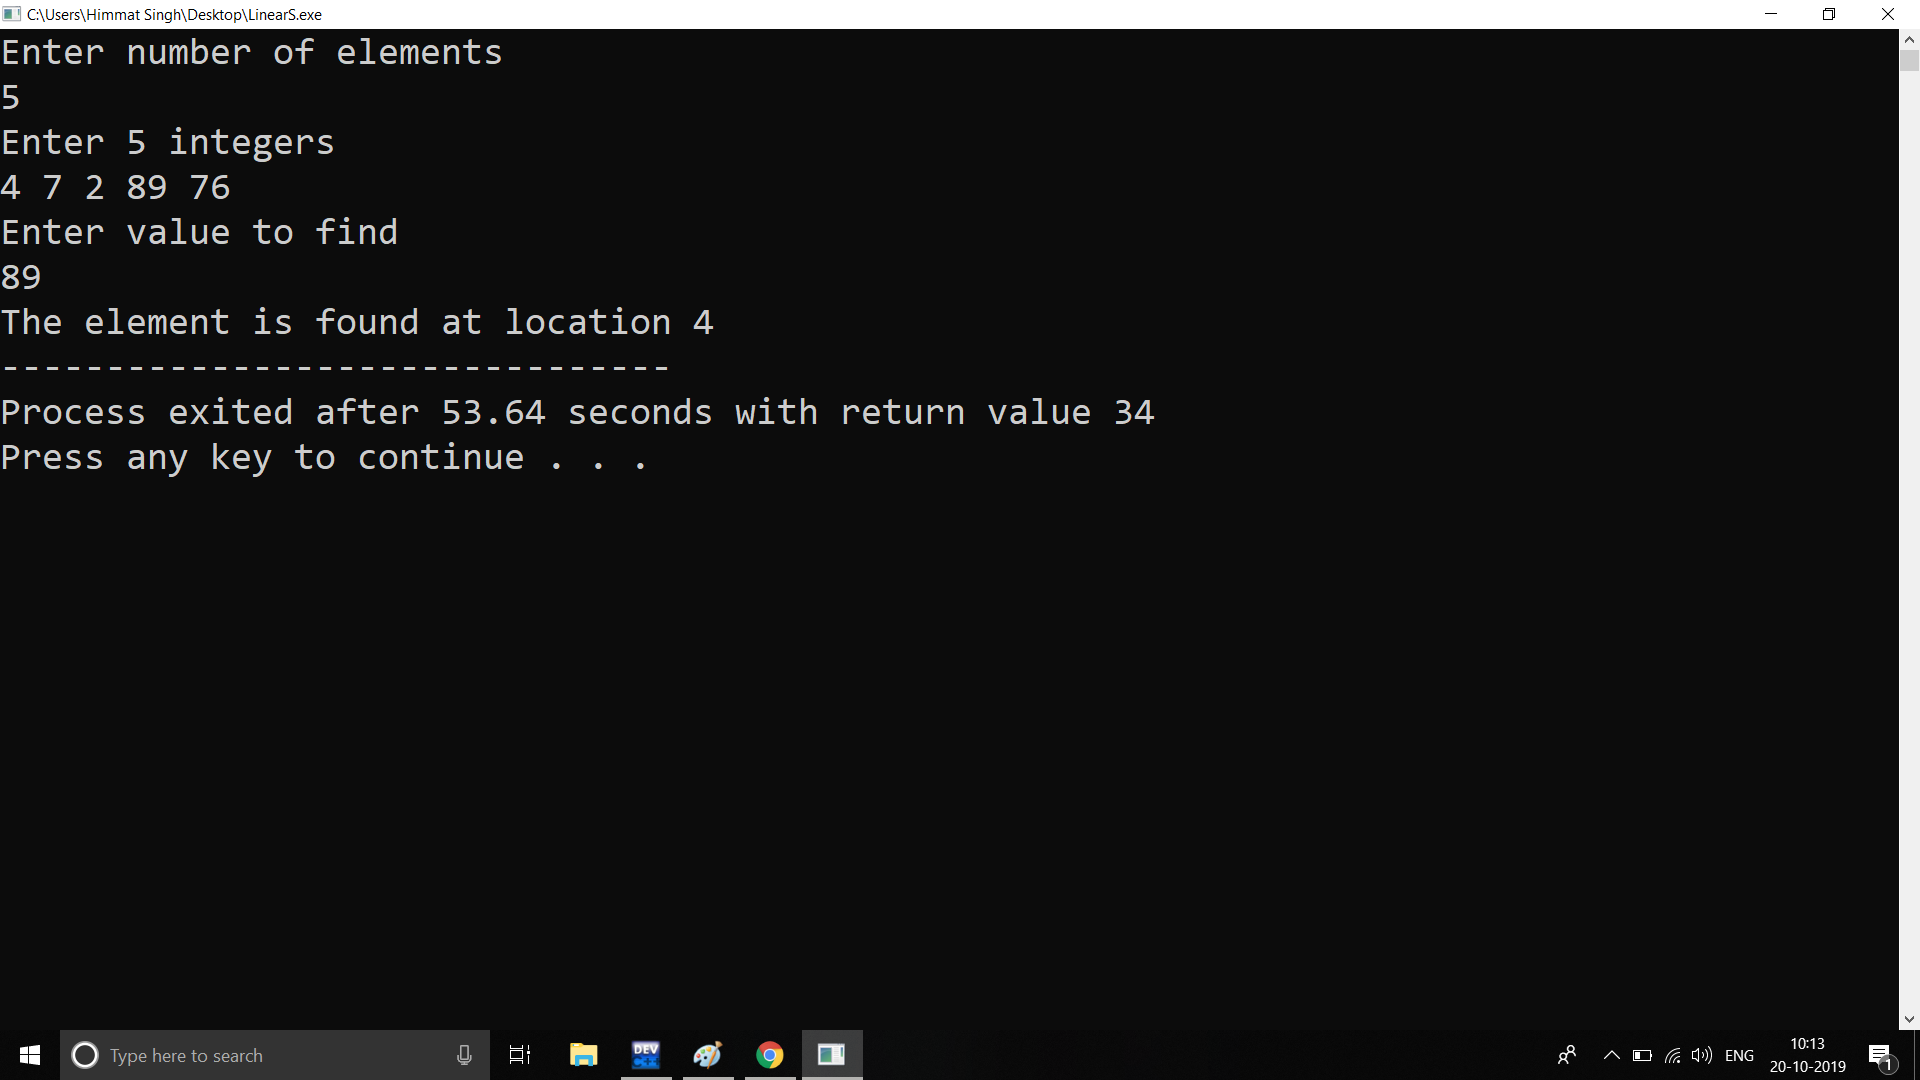 C:\Users\Himmat Singh\Desktop\LinearS.exe
Enter number of elements
5
Enter 5 integers
4 7 2 89 76
Enter value to find
89
The element is found at location 4
--------------------------------
Process exited after 53.64 seconds with return value 34
Press any key to continue . . .
Type here to search
DEV C++
ENG
10:13
20-10-2019
1